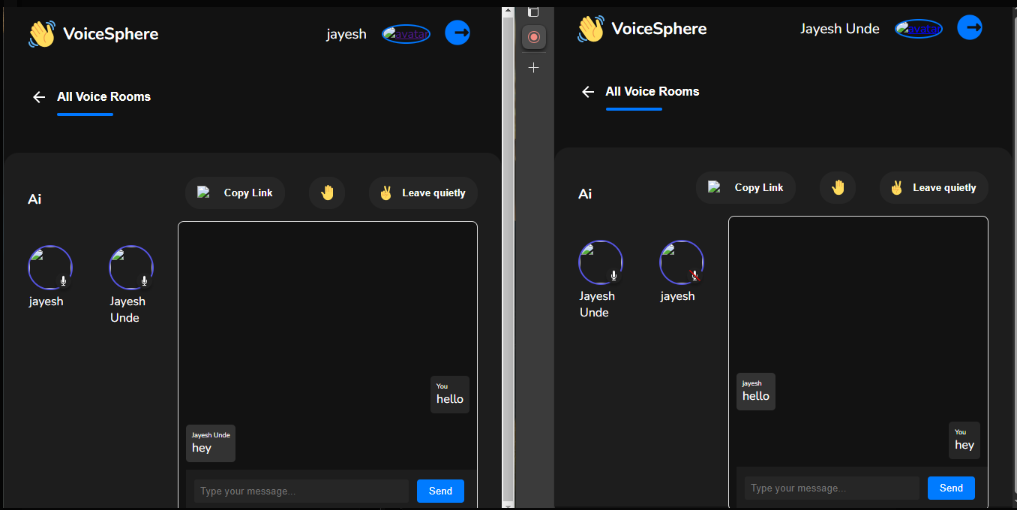 VoiceSphere
jayesh
avatar
All Voice Rooms
Ai
Copy Link
Leave quietly
jayesh
Jayesh
Unde
You
hello
Jayesh Unde
hey
Type your message...
Send
VoiceSphere
Jayesh Unde
avatar
All Voice Rooms
Ai
Copy Link
Leave quietly
Jayesh
Unde
jayesh
jayesh
hello
You
hey
Type your message...
Send